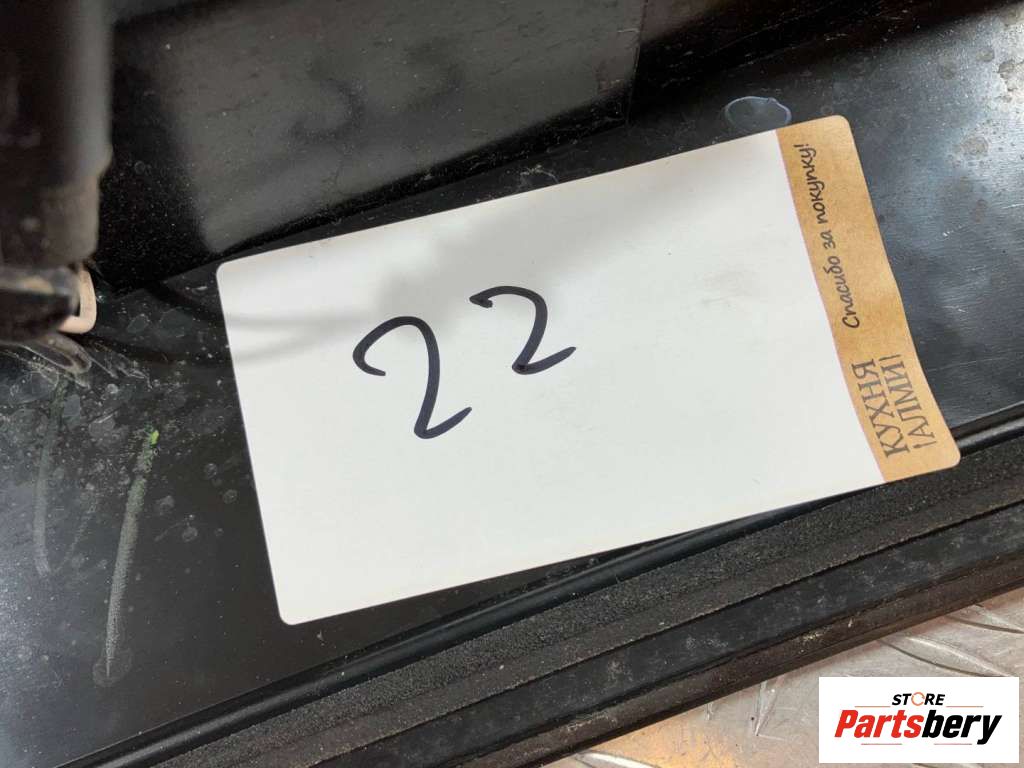 22
Спасибо за покупку!
КУХНЯ
¡АЛМИ!
STORE
Partsbery